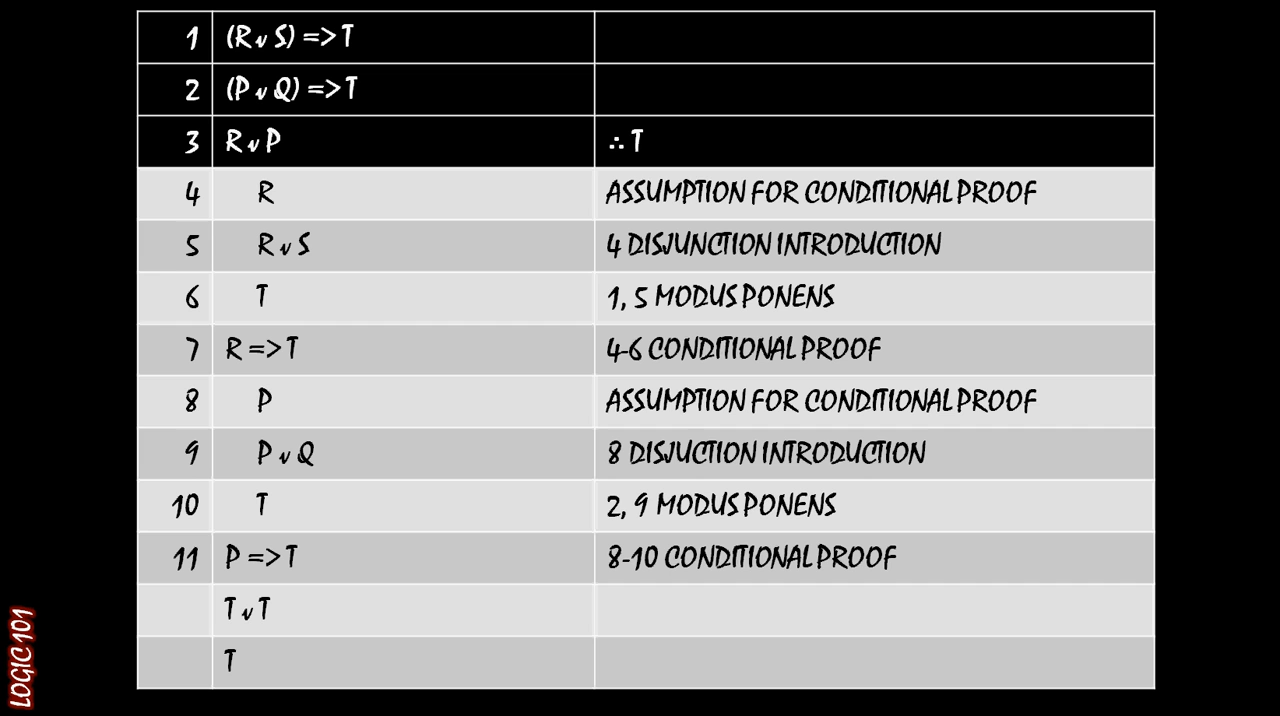 1 (R v S) => T
2 (P v Q) => T
3 R v P ∴ T
4 R ASSUMPTION FOR CONDITIONAL PROOF
5 R v S 4 DISJUNCTION INTRODUCTION
6 T 1, 5 MODUS PONENS
7 R => T 4-6 CONDITIONAL PROOF
8 P ASSUMPTION FOR CONDITIONAL PROOF
9 P v Q 8 DISJUCTION INTRODUCTION
10 T 2, 9 MODUS PONENS
11 P => T 8-10 CONDITIONAL PROOF
T v T
T
LOGIC 101